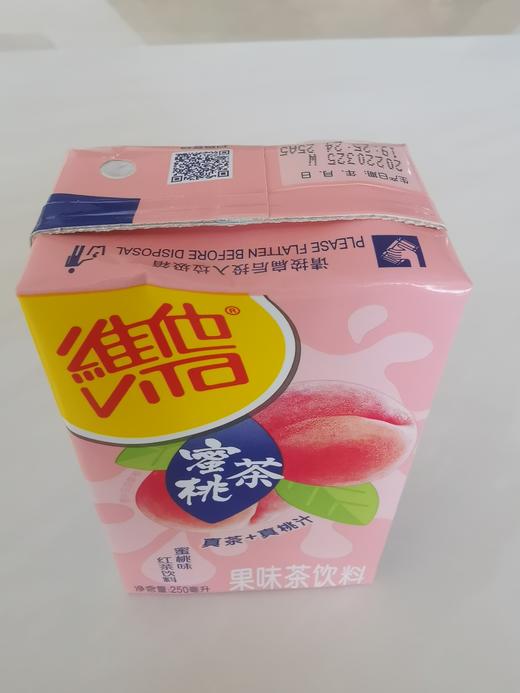 生产日期:年、月、日
20220325 W
19:25:24 25A5
PLEASE FLATTEN BEFORE DISPOSAL
请按扁后投入垃圾箱
維他®
VITA
蜜桃茶
真茶+真桃汁
蜜桃味
红茶饮料
净含量:250毫升
果味茶饮料